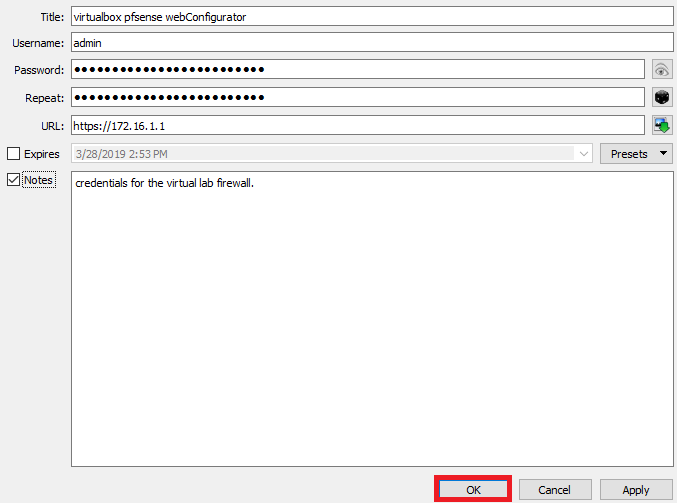 Title: virtualbox pfsense webConfigurator
Username: admin
Password: •••••••••••••••••••••••••
Repeat: •••••••••••••••••••••••••
URL: https://172.16.1.1
Expires 3/28/2019 2:53 PM Presets
Notes credentials for the virtual lab firewall.
OK Cancel Apply